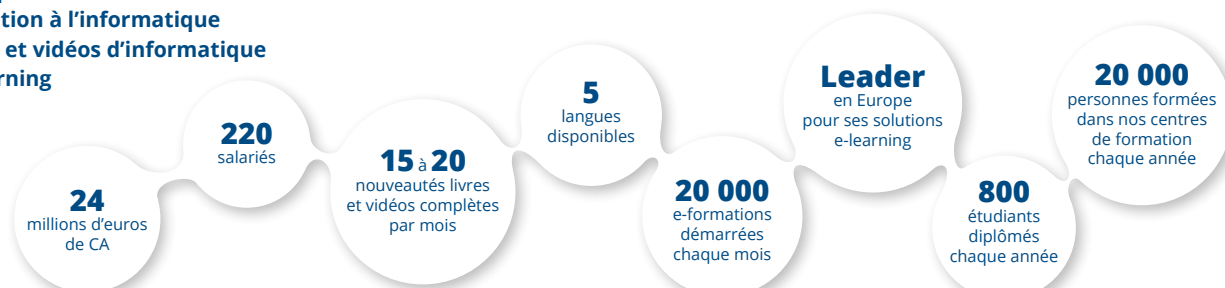 tion à l’informatique
et vidéos d’informatique
rning
24
millions d’euros
de CA
220
salariés
15 à 20
nouveautés livres
et vidéos complètes
par mois
5
langues
disponibles
20 000
e-formations
démarrées
chaque mois
Leader
en Europe
pour ses solutions
e-learning
800
étudiants
diplômés
chaque année
20 000
personnes formées
dans nos centres
de formation
chaque année